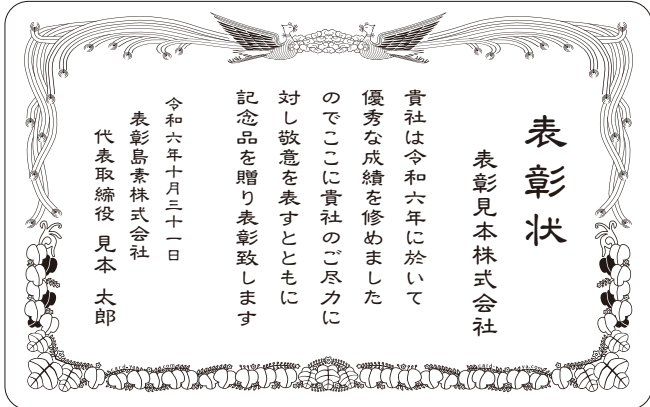 表彰状
表彰見本株式会社
貴社は令和六年に於いて
優秀な成績を修めました
のでここに貴社のご尽力に
対し敬意を表すとともに
記念品を贈り表彰致します
令和六年十月三十一日
表彰島素株式会社
代表取締役 見本 太郎